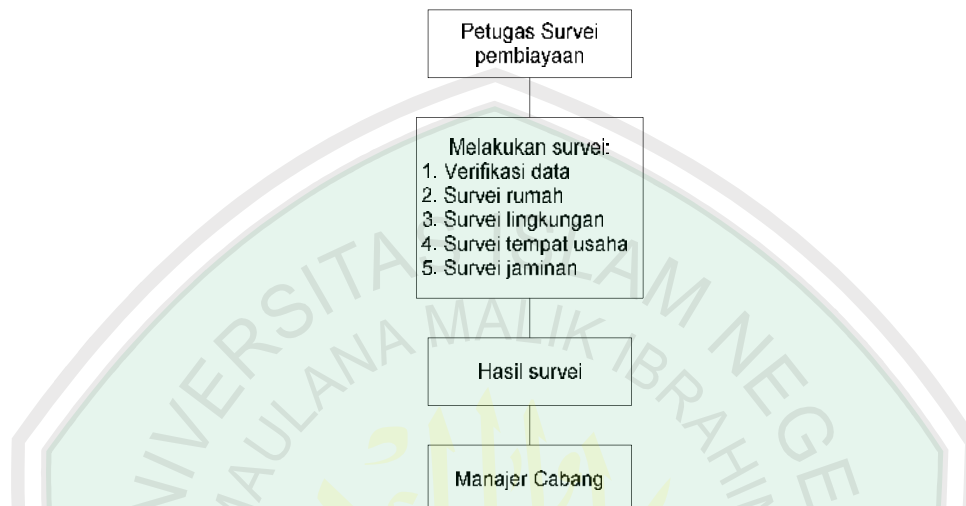 Petugas Survei
pembiayaan
Melakukan survei:
1. Verifikasi data
2. Survei rumah
3. Survei lingkungan
4. Survei tempat usaha
5. Survei jaminan
Hasil survei
Manajer Cabang